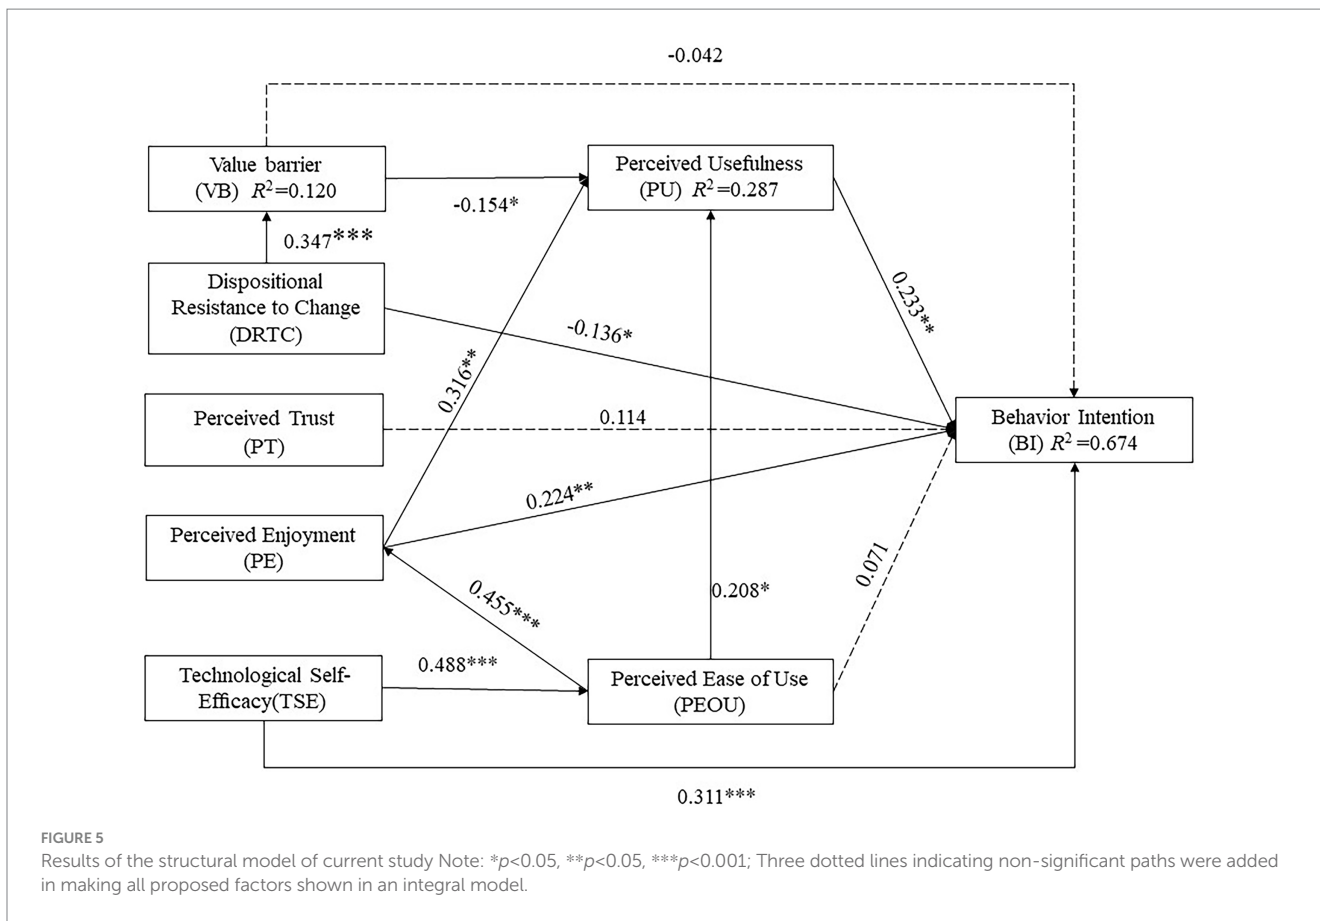 -0.042
Value barrier
(VB) R²=0.120
Perceived Usefulness
(PU) R²=0.287
-0.154*
0.347***
Dispositional
Resistance to Change
(DRTC)
0.233**
-0.136*
0.316**
Perceived Trust
(PT)
0.114
Behavior Intention
(BI) R²=0.674
0.224**
Perceived Enjoyment
(PE)
0.071
0.455***
0.208*
Technological Self-
Efficacy(TSE)
0.488***
Perceived Ease of Use
(PEOU)
0.311***
FIGURE 5
Results of the structural model of current study Note: *p<0.05, **p<0.05, ***p<0.001; Three dotted lines indicating non-significant paths were added
in making all proposed factors shown in an integral model.